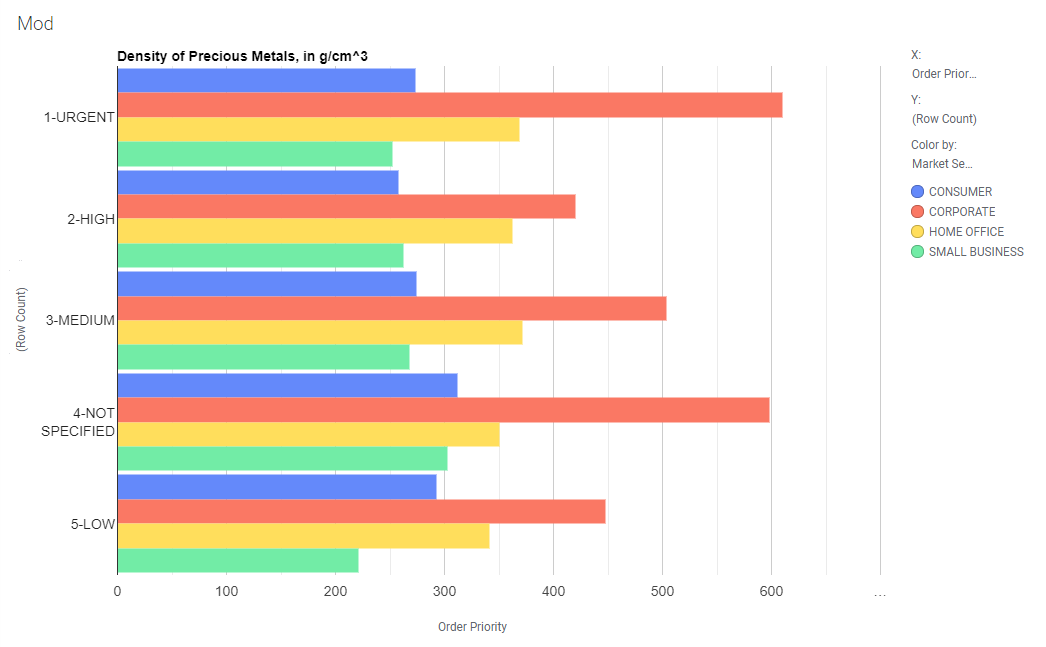 Mod
Density of Precious Metals, in g/cm^3
1-URGENT
2-HIGH
3-MEDIUM
4-NOT
SPECIFIED
5-LOW
(Row Count)
0 100 200 300 400 500 600 ...
Order Priority
X:
Order Prior...
Y:
(Row Count)
Color by:
Market Se...
CONSUMER
CORPORATE
HOME OFFICE
SMALL BUSINESS